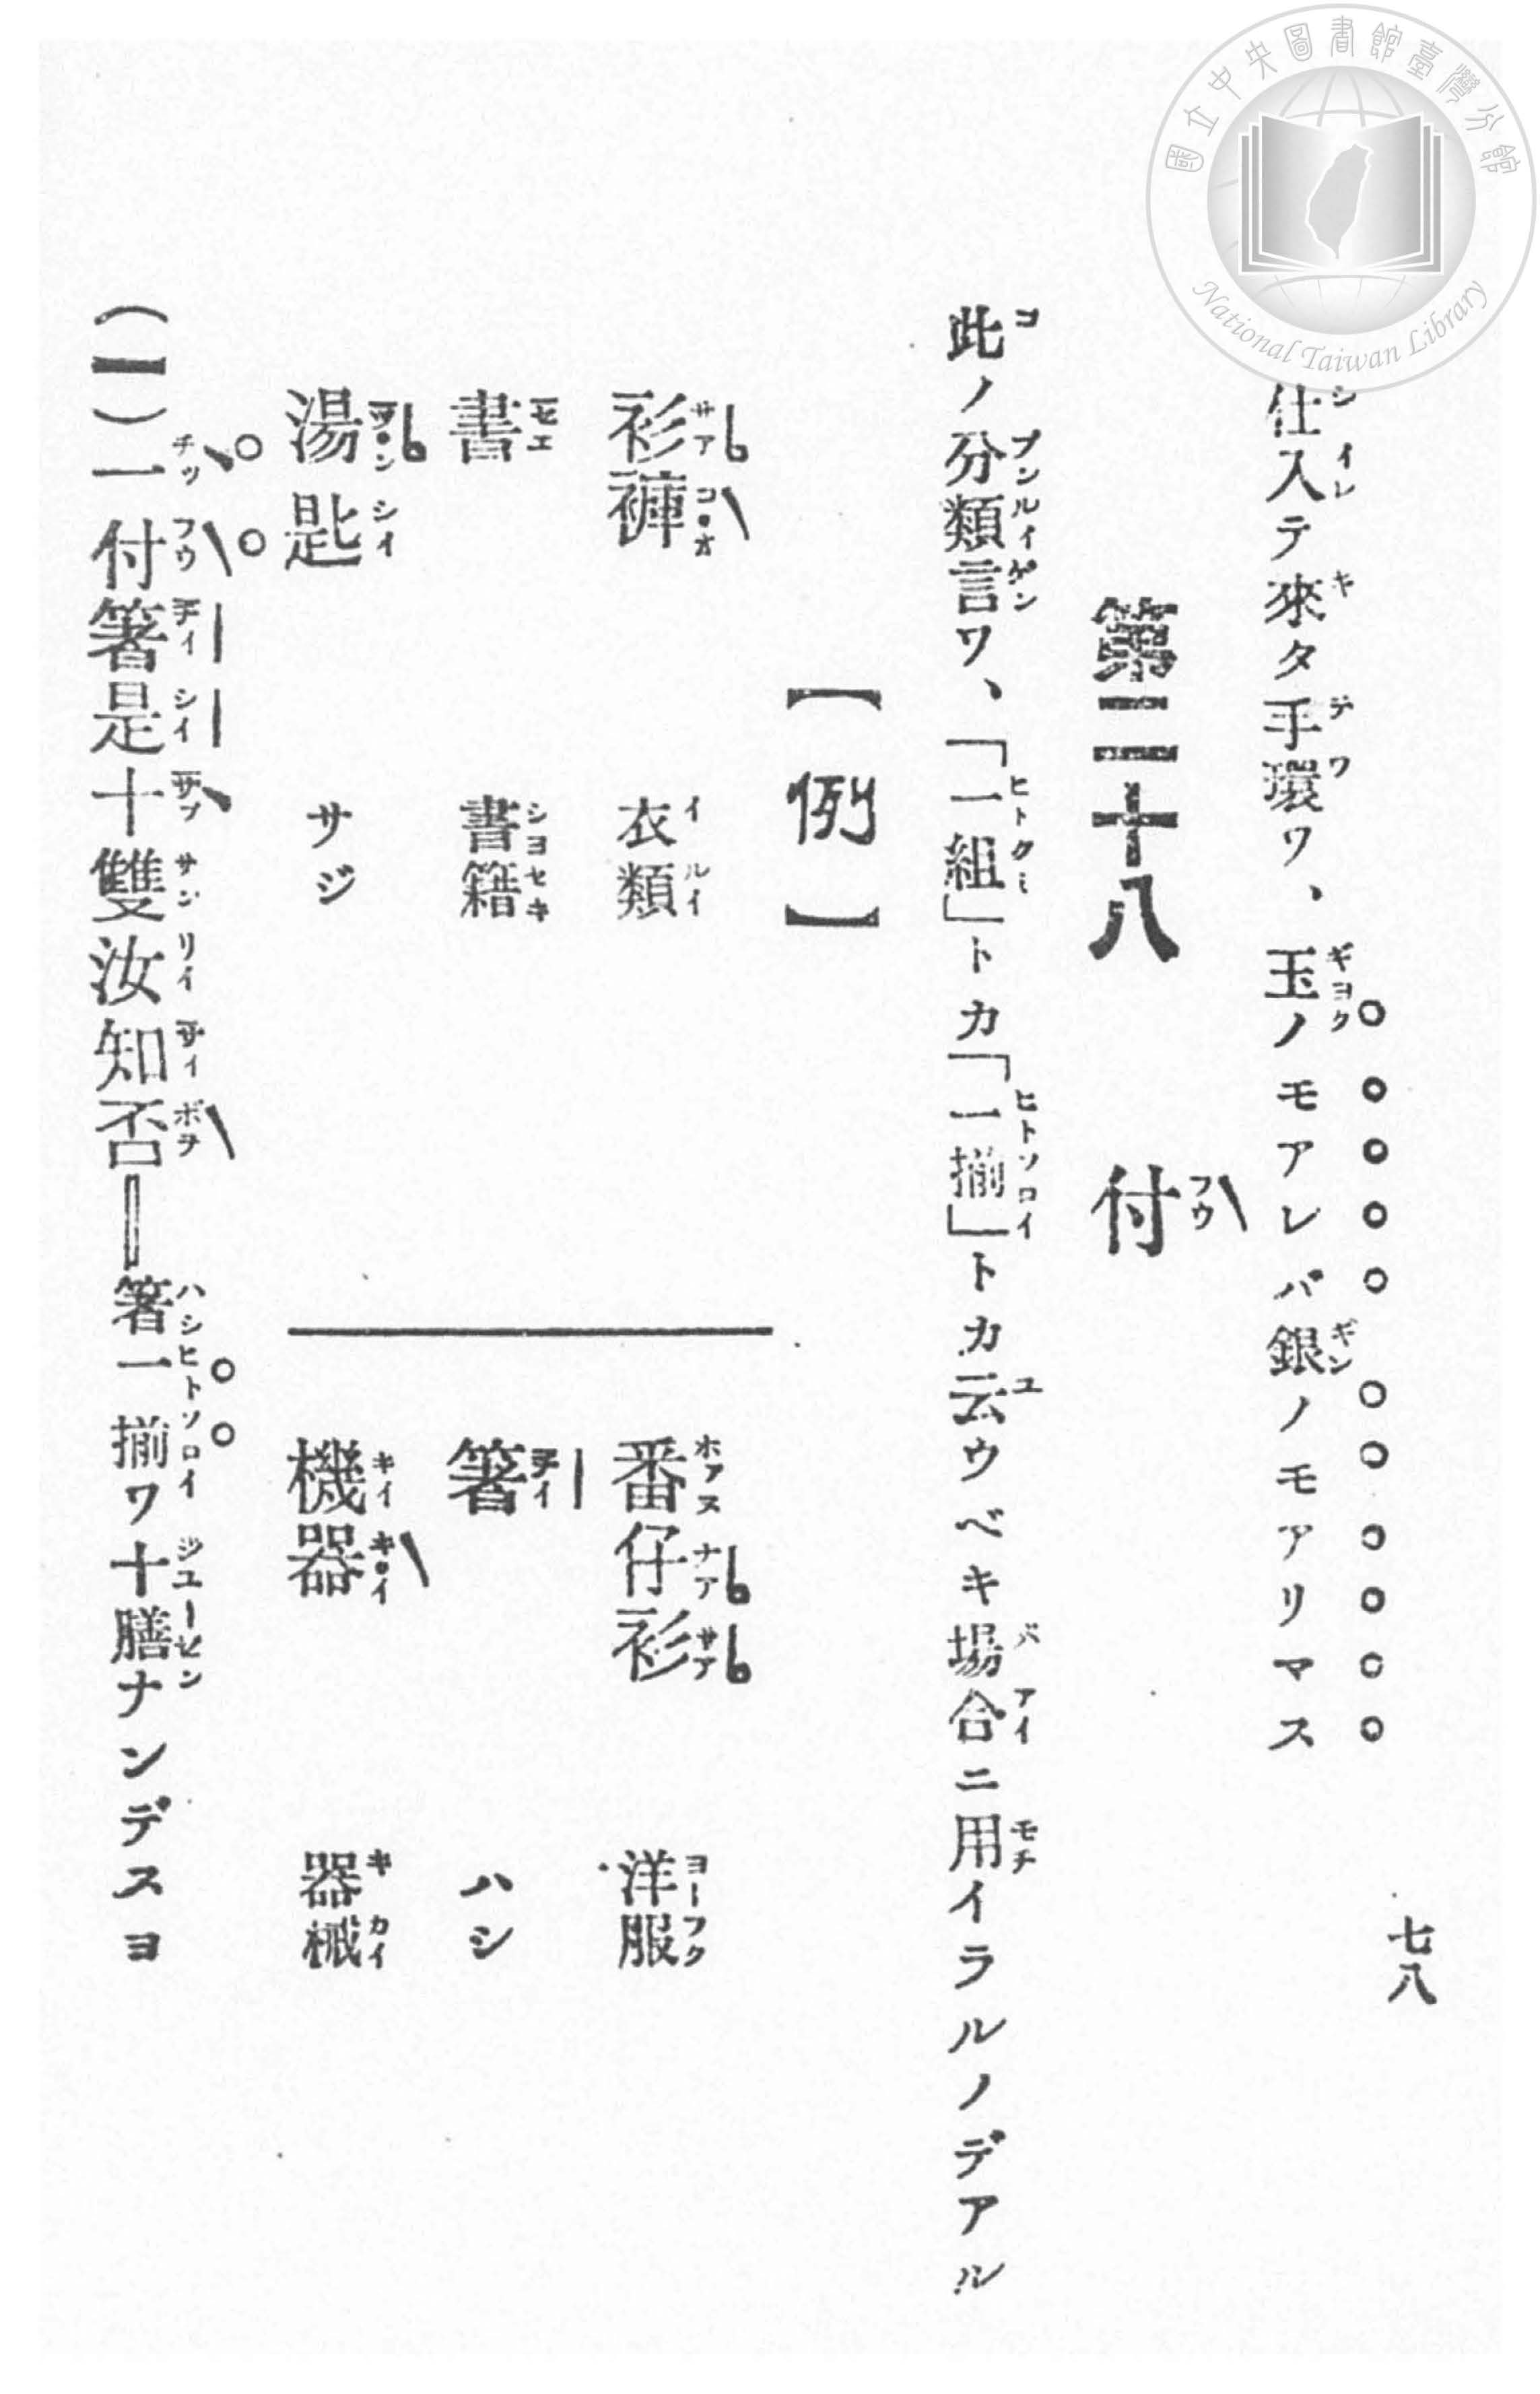 國立中央圖書館臺灣分館
National Taiwan Library
七八
仕入テ來タ手環ワ、玉ノモアレバ銀ノモアリマス
第二十八 付
此ノ分類言ワ、「一組」トカ「一揃」トカ云ウベキ場合ニ用イラルノデアル
【例】
衫褲 衣類
書 書籍
湯匙 サジ
番仔衫 洋服
箸 ハシ
機器 器械
(一)一付箸是十雙汝知否＝箸一揃ワ十膳ナンデスヨ